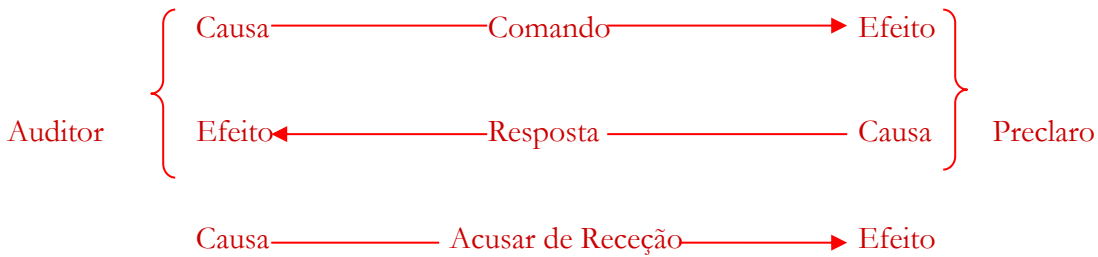 Causa Comando Efeito
Auditor Efeito Resposta Causa Preclaro
Causa Acusar de Receção Efeito